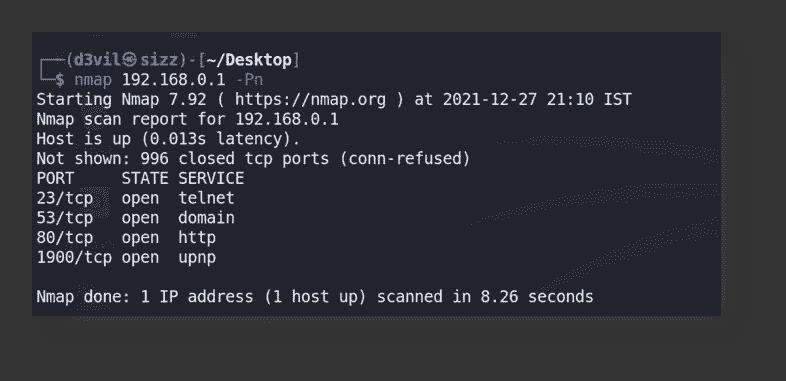 ┌──(d3vil㉿sizz)-[~/Desktop]
└─$ nmap 192.168.0.1 -Pn
Starting Nmap 7.92 ( https://nmap.org ) at 2021-12-27 21:10 IST
Nmap scan report for 192.168.0.1
Host is up (0.013s latency).
Not shown: 996 closed tcp ports (conn-refused)
PORT     STATE SERVICE
23/tcp   open  telnet
53/tcp   open  domain
80/tcp   open  http
1900/tcp open  upnp
Nmap done: 1 IP address (1 host up) scanned in 8.26 seconds